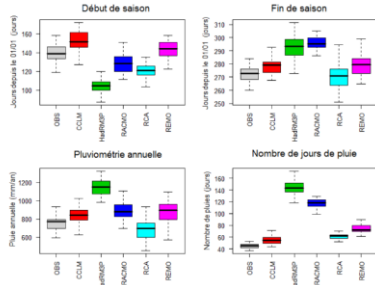 Début de saison
Jours depuis le 01/01 (jours)
160
140
120
100
OBS
CCLM
HadRM3P
RACMO
RCA
REMO
Fin de saison
Jours depuis le 01/01 (jours)
310
300
290
280
270
260
250
OBS
CCLM
HadRM3P
RACMO
RCA
REMO
Pluviométrie annuelle
Pluie annuelle (mm/an)
1200
1000
800
600
OBS
CCLM
HadRM3P
RACMO
RCA
REMO
Nombre de jours de pluie
Nombre de pluies (jours)
160
140
120
100
80
60
40
OBS
CCLM
HadRM3P
RACMO
RCA
REMO